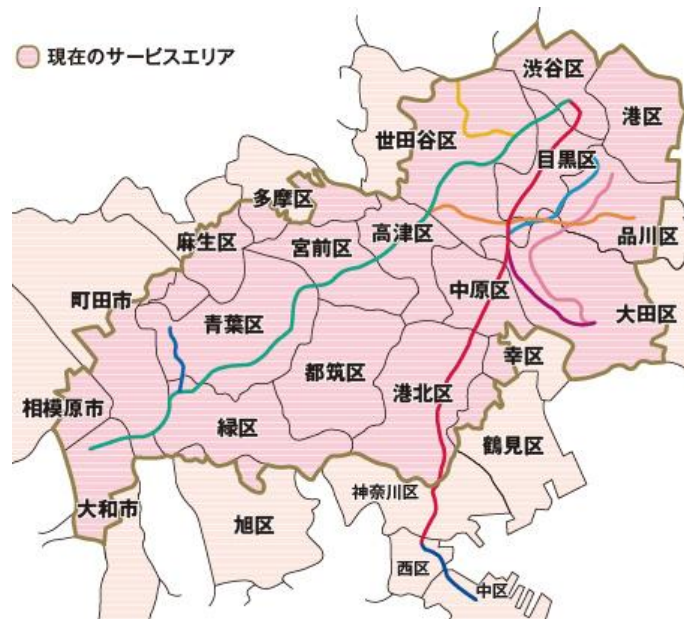 現在のサービスエリア
渋谷区
港区
世田谷区
目黒区
多摩区
麻生区
宮前区
高津区
品川区
町田市
青葉区
中原区
大田区
都筑区
幸区
相模原市
緑区
港北区
鶴見区
大和市
旭区
神奈川区
西区
中区